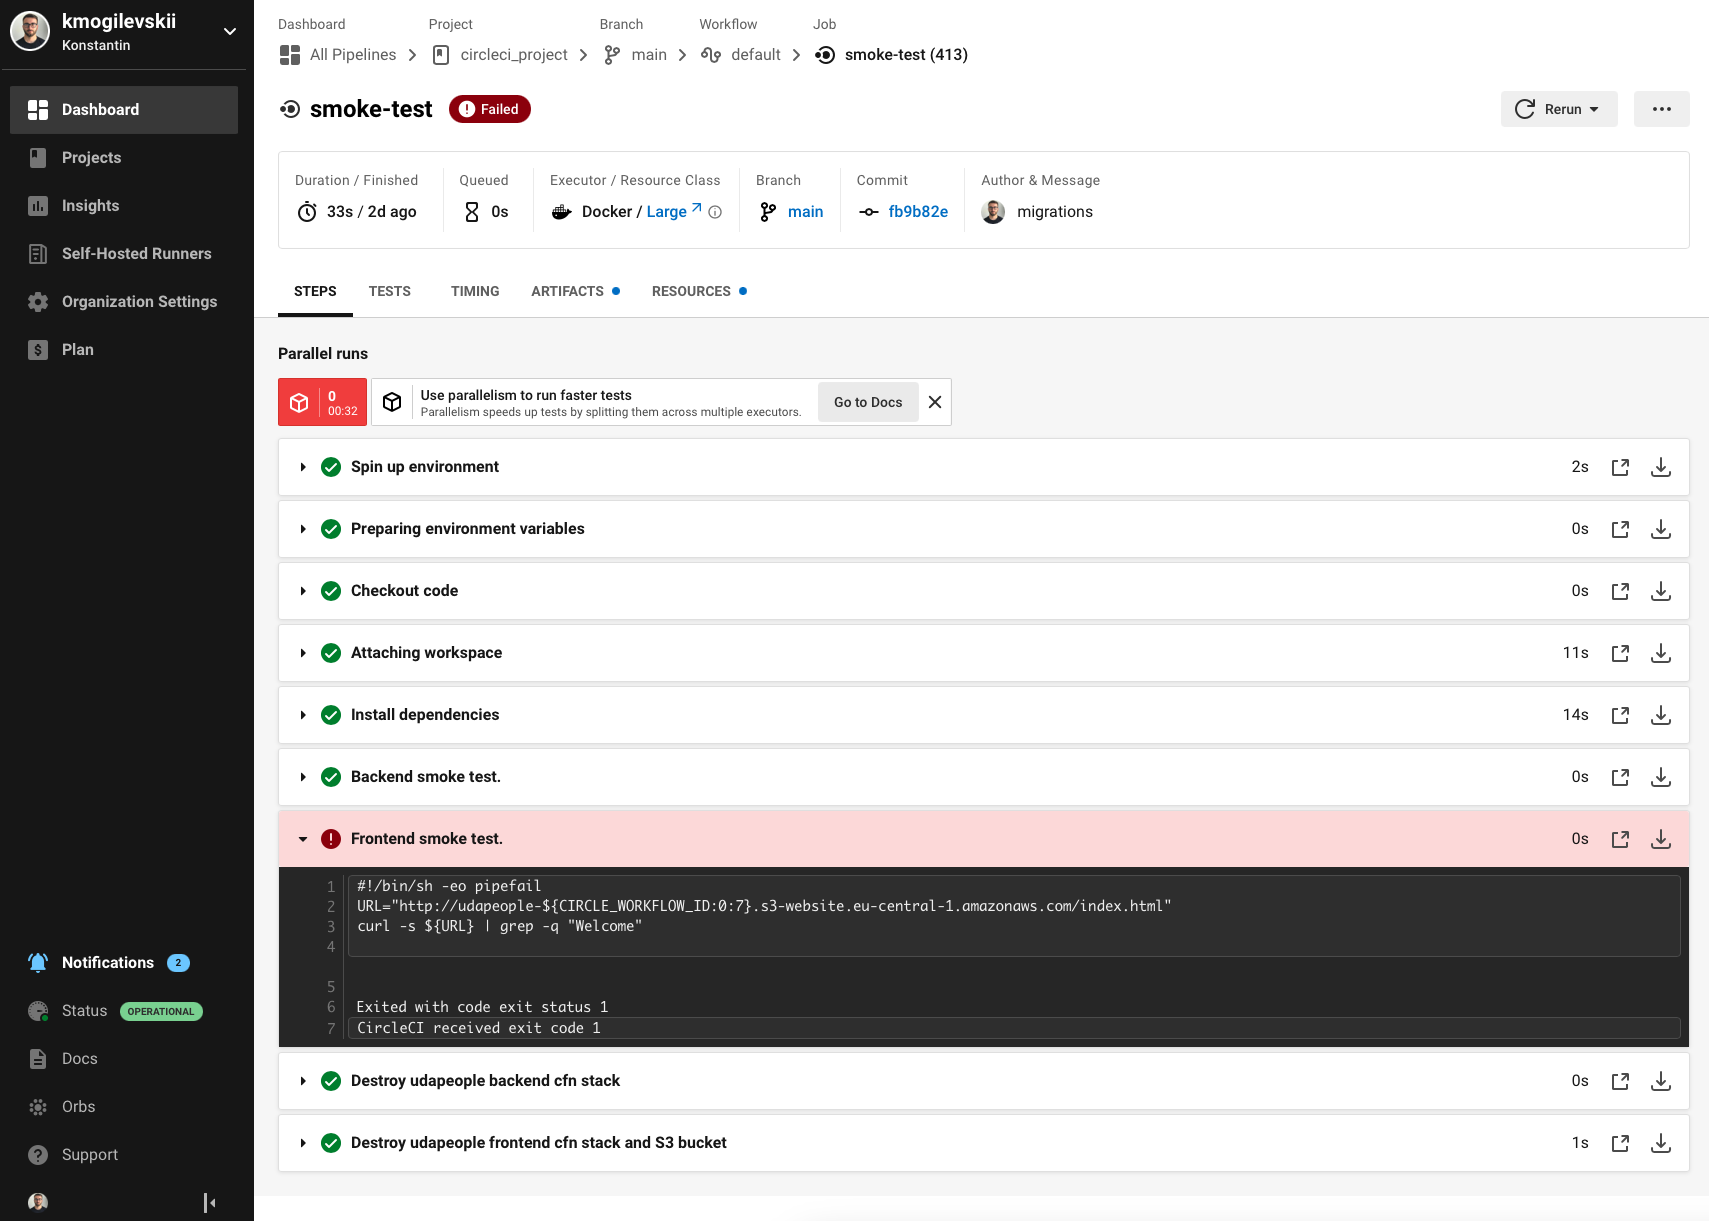 kmogilevskii
Konstantin
Dashboard
Projects
Insights
Self-Hosted Runners
Organization Settings
Plan
Notifications 2
Status OPERATIONAL
Docs
Orbs
Support
Dashboard Project Branch Workflow Job
All Pipelines circleci_project main default smoke-test (413)
smoke-test Failed
Rerun
Duration / Finished Queued Executor / Resource Class Branch Commit Author & Message
33s / 2d ago 0s Docker / Large main fb9b82e migrations
STEPS TESTS TIMING ARTIFACTS RESOURCES
Parallel runs
0
00:32
Use parallelism to run faster tests
Parallelism speeds up tests by splitting them across multiple executors.
Go to Docs
Spin up environment 2s
Preparing environment variables 0s
Checkout code 0s
Attaching workspace 11s
Install dependencies 14s
Backend smoke test. 0s
Frontend smoke test. 0s
1 #!/bin/sh -eo pipefail
2 URL="http://udapeople-${CIRCLE_WORKFLOW_ID:0:7}.s3-website.eu-central-1.amazonaws.com/index.html"
3 curl -s ${URL} | grep -q "Welcome"
4
5
6 Exited with code exit status 1
7 CircleCI received exit code 1
Destroy udapeople backend cfn stack 0s
Destroy udapeople frontend cfn stack and S3 bucket 1s